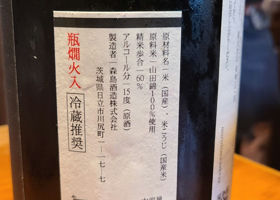 原材料名 米（国産）、米こうじ（国産米）
原料米 山田錦100％使用
精米歩合 60％
アルコール分 15度（原酒）
製造者 森島酒造株式会社
茨城県日立市川尻町一ー一七ー七
瓶燗火入
冷蔵推奨